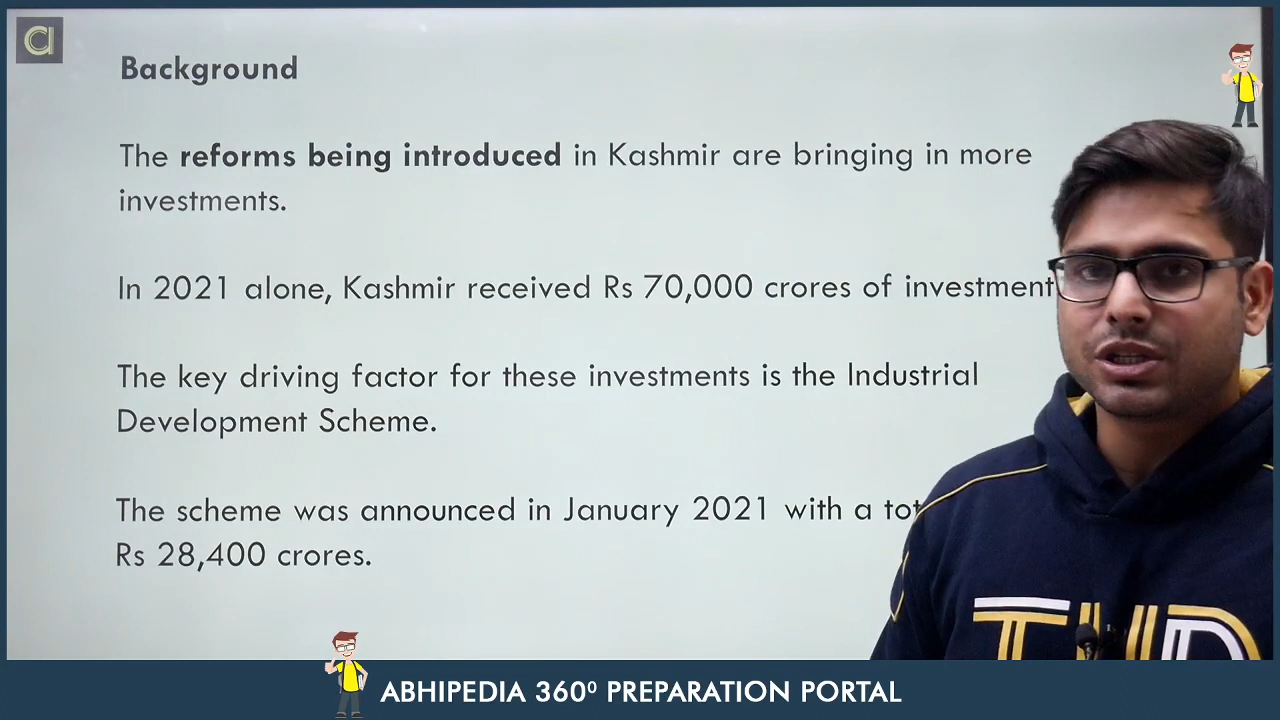 Background
The reforms being introduced in Kashmir are bringing in more
investments.
In 2021 alone, Kashmir received Rs 70,000 crores of investment
The key driving factor for these investments is the Industrial
Development Scheme.
The scheme was announced in January 2021 with a
Rs 28,400 crores.
ABHIPEDIA 360⁰ PREPARATION PORTAL